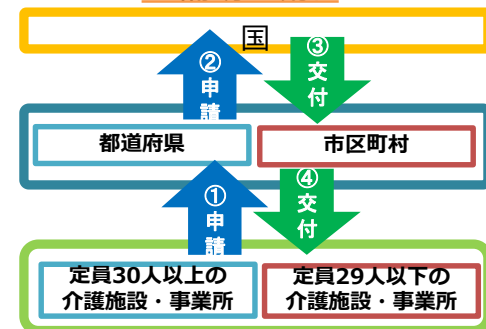 国
②
申
請
③
交
付
都道府県
市区町村
①
申
請
④
交
付
定員30人以上の
介護施設・事業所
定員29人以下の
介護施設・事業所